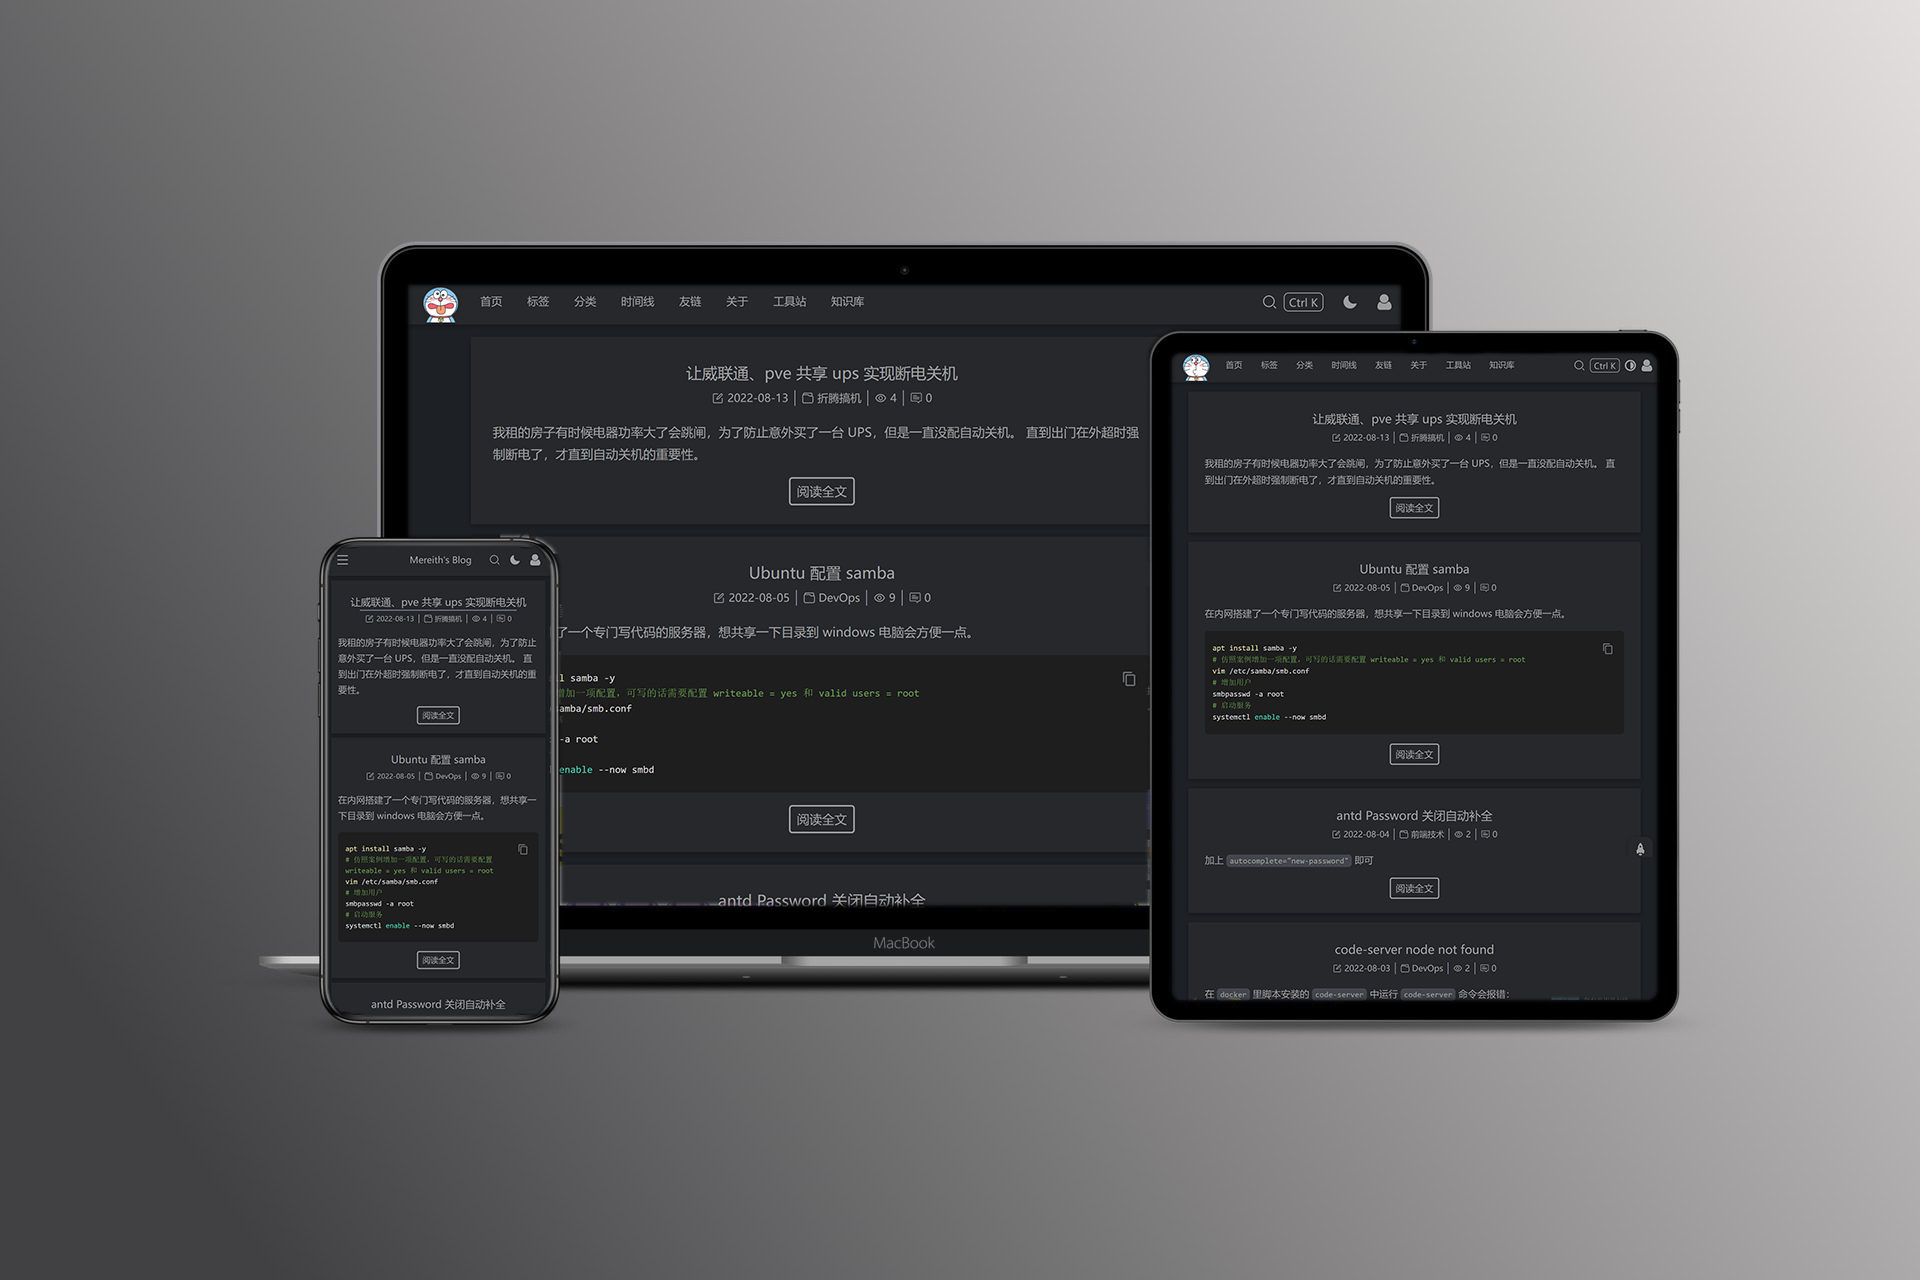 首页 标签 分类 时间线 友链 关于 工具站 知识库 Ctrl K
让威联通、pve 共享 ups 实现断电关机
2022-08-13 折腾搞机 4 0
我租的房子有时候电器功率大了会跳闸，为了防止意外买了一台 UPS，但是一直没配自动关机。 直到出门在外超时强
制断电了，才直到自动关机的重要性。
阅读全文
Ubuntu 配置 samba
2022-08-05 DevOps 9 0
了一个专门写代码的服务器，想共享一下目录到 windows 电脑会方便一点。
l samba -y
增加一项配置，可写的话需要配置 writeable = yes 和 valid users = root
amba/smb.conf
-a root
enable --now smbd
阅读全文
antd Password 关闭自动补全
MacBook
Mereith's Blog
让威联通、pve 共享 ups 实现断电关机
2022-08-13 折腾搞机 4 0
我租的房子有时候电器功率大了会跳闸，为了防止
意外买了一台 UPS，但是一直没配自动关机。 直
到出门在外超时强制断电了，才直到自动关机的重
要性。
阅读全文
Ubuntu 配置 samba
2022-08-05 DevOps 9 0
在内网搭建了一个专门写代码的服务器，想共享一
下目录到 windows 电脑会方便一点。
apt install samba -y
# 仿照案例增加一项配置，可写的话需要配置
writeable = yes 和 valid users = root
vim /etc/samba/smb.conf
# 增加用户
smbpasswd -a root
# 启动服务
systemctl enable --now smbd
阅读全文
antd Password 关闭自动补全
首页 标签 分类 时间线 友链 关于 工具站 知识库 Ctrl K
让威联通、pve 共享 ups 实现断电关机
2022-08-13 折腾搞机 4 0
我租的房子有时候电器功率大了会跳闸，为了防止意外买了一台 UPS，但是一直没配自动关机。 直
到出门在外超时强制断电了，才直到自动关机的重要性。
阅读全文
Ubuntu 配置 samba
2022-08-05 DevOps 9 0
在内网搭建了一个专门写代码的服务器，想共享一下目录到 windows 电脑会方便一点。
apt install samba -y
# 仿照案例增加一项配置，可写的话需要配置 writeable = yes 和 valid users = root
vim /etc/samba/smb.conf
# 增加用户
smbpasswd -a root
# 启动服务
systemctl enable --now smbd
阅读全文
antd Password 关闭自动补全
2022-08-04 前端技术 2 0
加上 autocomplete="new-password" 即可
阅读全文
code-server node not found
2022-08-03 DevOps 2 0
在 docker 里脚本安装的 code-server 中运行 code-server 命令会报错：